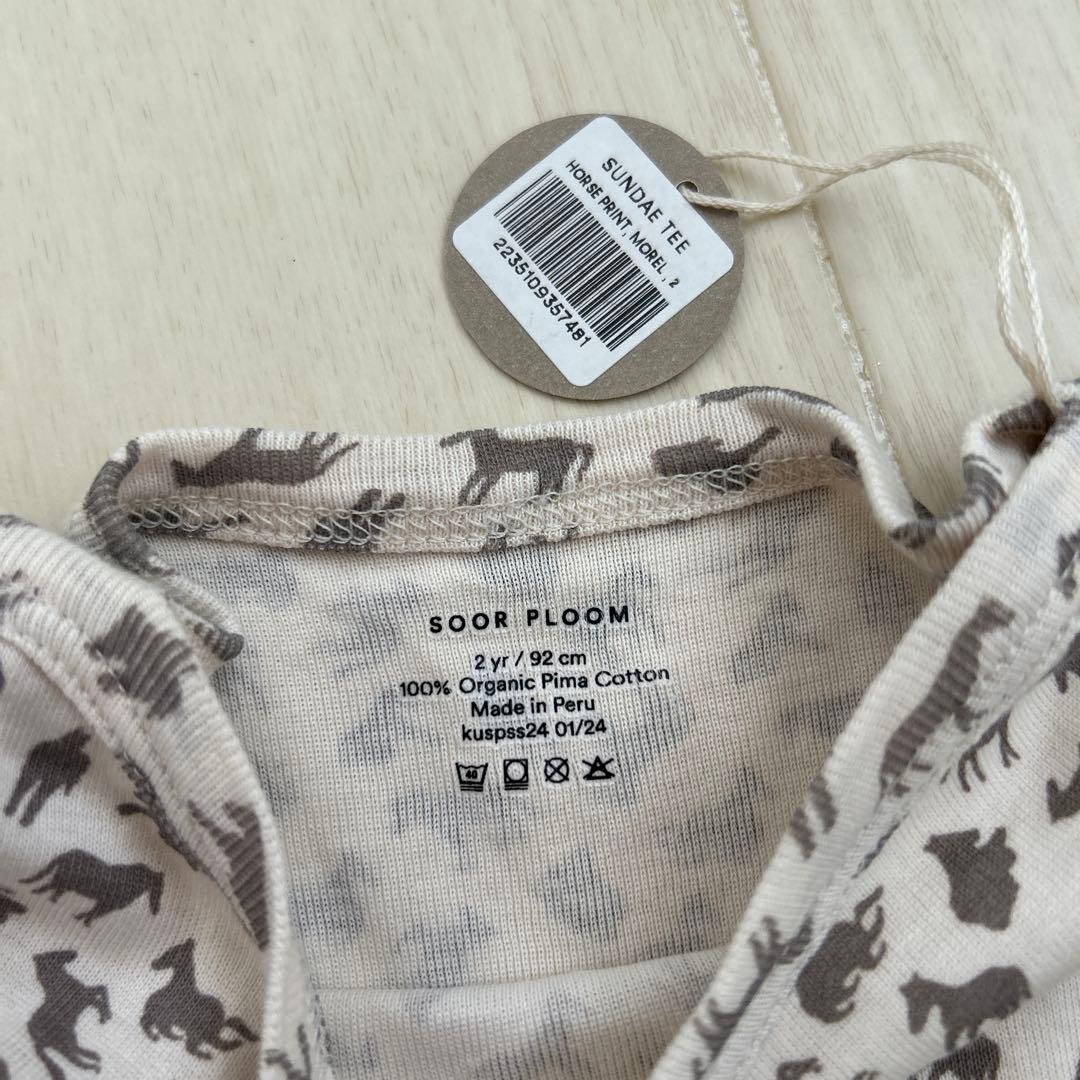 SUNDAE TEE
HORSE PRINT, MOREL, 2
2235109357481
SOOR PLOOM
2 yr / 92 cm
100% Organic Pima Cotton
Made in Peru
kuspss24 01/24
40